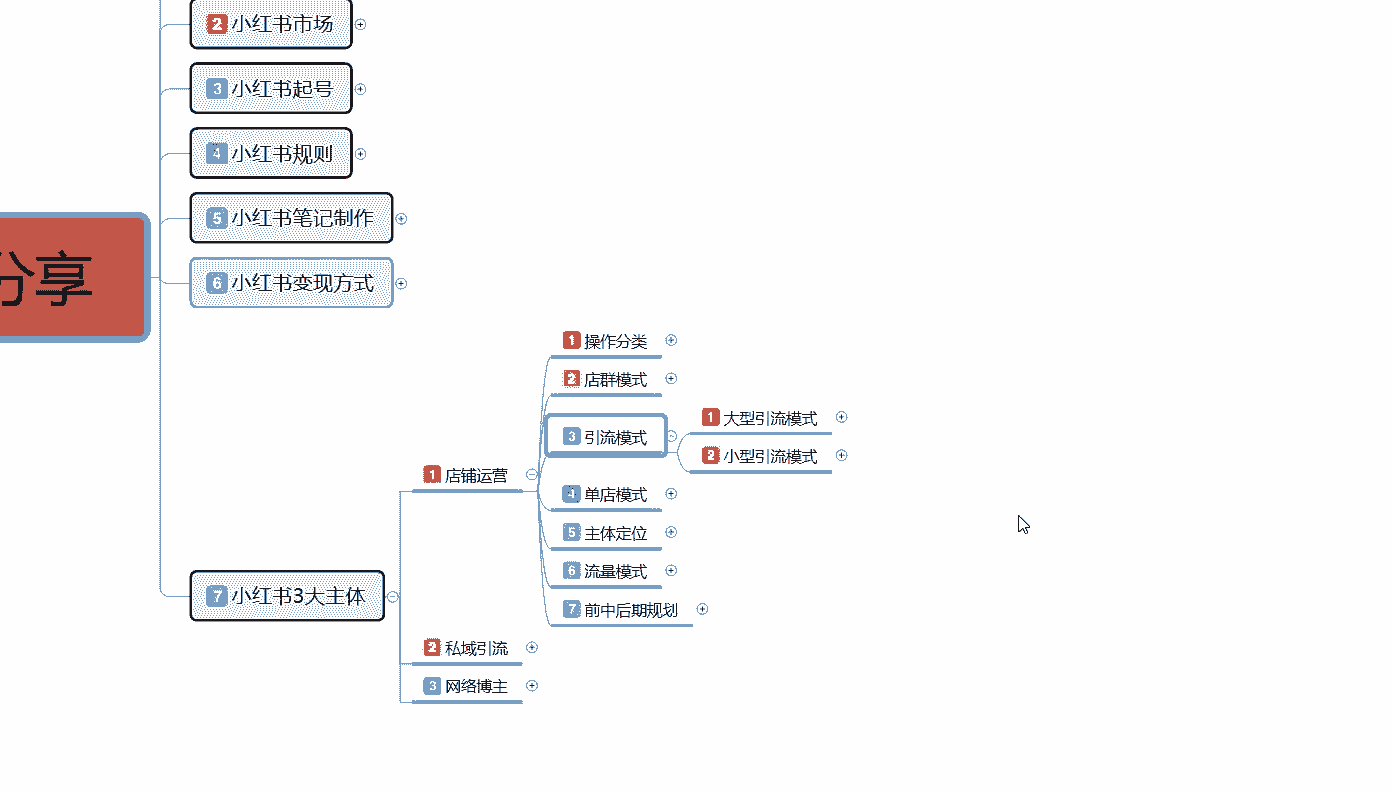 2 小红书市场
3 小红书起号
4 小红书规则
5 小红书笔记制作
6 小红书变现方式
分享
1 操作分类
2 店群模式
3 引流模式
1 大型引流模式
2 小型引流模式
1 店铺运营
4 单店模式
5 主体定位
6 流量模式
7 前中后期规划
7 小红书3大主体
2 私域引流
3 网络博主